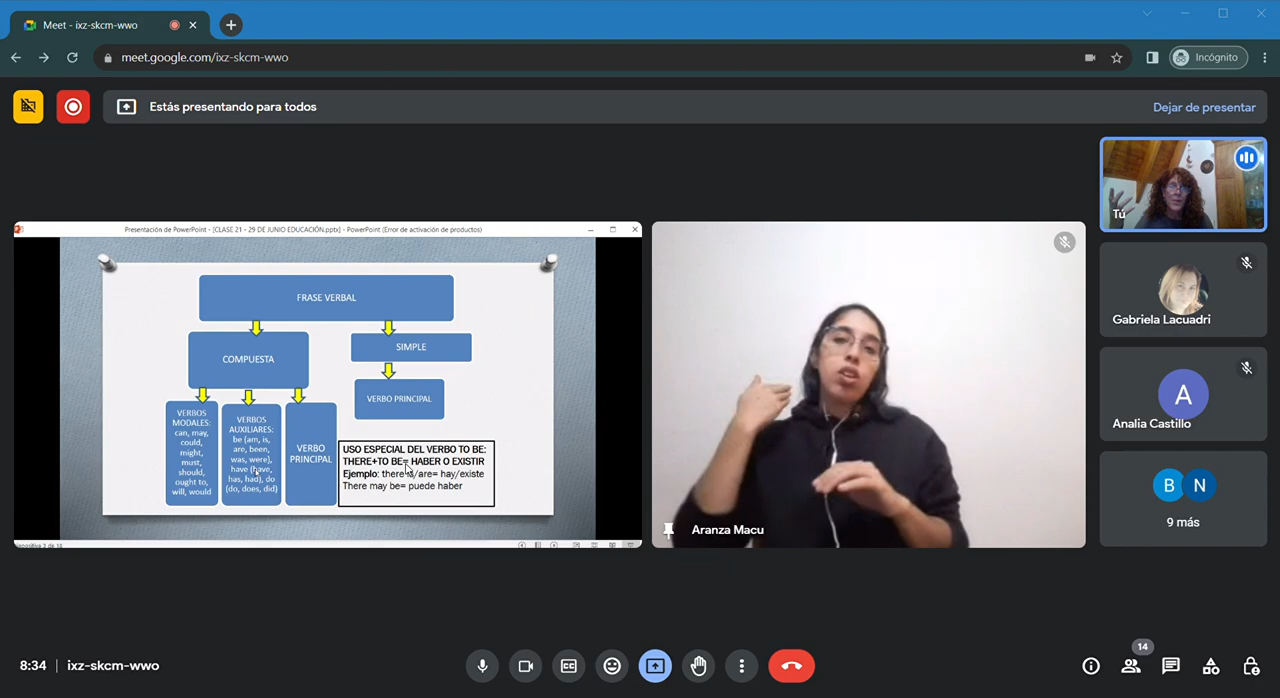 Meet - ixz-skcm-wwo
meet.google.com/ixz-skcm-wwo
Incógnito
Estás presentando para todos
Dejar de presentar
Presentación de PowerPoint - [CLASE 21 - 29 DE JUNIO EDUCACIÓN.pptx] - PowerPoint (Error de activación de productos)
FRASE VERBAL
COMPUESTA
SIMPLE
VERBO PRINCIPAL
VERBOS
MODALES:
can, may,
could,
might,
must,
should,
ought to,
will, would
VERBOS
AUXILIARES:
be (am, is,
are, been,
was, were),
have (have,
has, had), do
(do, does, did)
VERBO
PRINCIPAL
USO ESPECIAL DEL VERBO TO BE:
THERE+TO BE= HABER O EXISTIR
Ejemplo: there is/are= hay/existe
There may be= puede haber
Aranza Macu
Tú
Gabriela Lacuadri
A
Analia Castillo
B
N
9 más
8:34
ixz-skcm-wwo
14